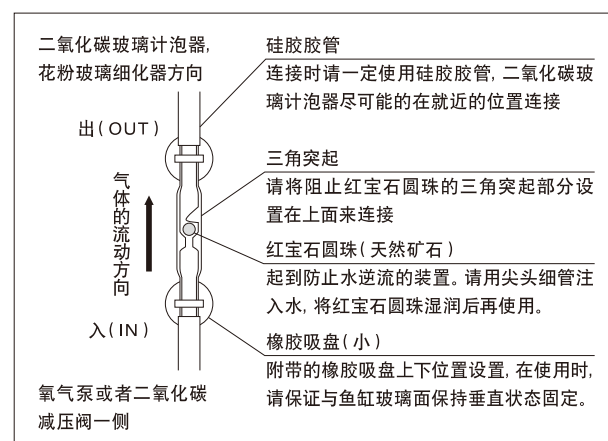 二氧化碳玻璃计泡器,
花粉玻璃细化器方向
出(OUT)
气体的流动方向
入(IN)
氧气泵或者二氧化碳
减压阀一侧
硅胶胶管
连接时请一定使用硅胶胶管,二氧化碳玻
璃计泡器尽可能的在就近的位置连接
三角突起
请将阻止红宝石圆珠的三角突起部分设
置在上面来连接
红宝石圆珠(天然矿石)
起到防止水逆流的装置。请用尖头细管注
入水,将红宝石圆珠湿润后再使用。
橡胶吸盘(小)
附带的橡胶吸盘上下位置设置,在使用时,
请保证与鱼缸玻璃面保持垂直状态固定。